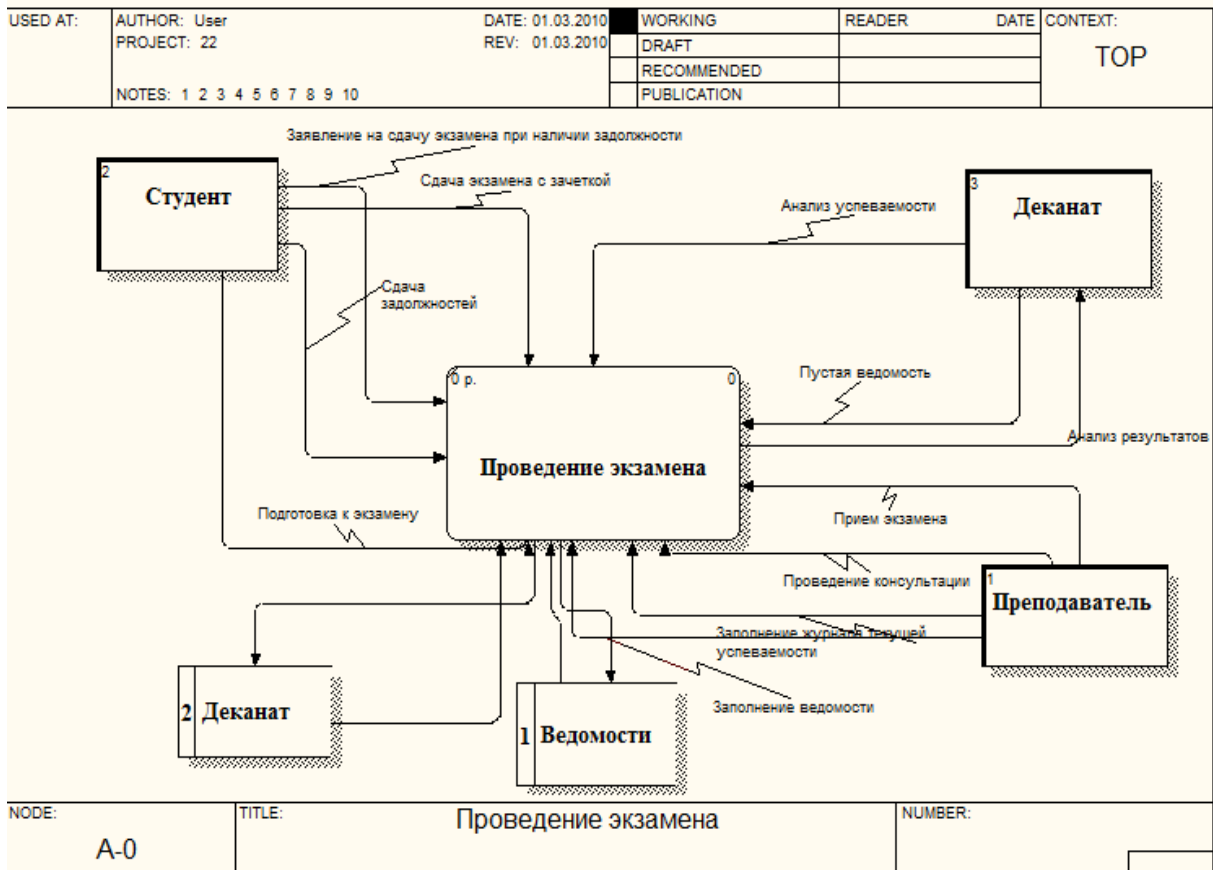 USED AT:
AUTHOR: User
DATE: 01.03.2010
WORKING
READER
DATE
CONTEXT:
PROJECT: 22
REV: 01.03.2010
DRAFT
TOP
RECOMMENDED
NOTES: 1 2 3 4 5 6 7 8 9 10
PUBLICATION
Заявление на сдачу экзамена при наличии задолжности
2
Студент
Сдача экзамена с зачеткой
3
Деканат
Анализ успеваемости
Сдача
задолжностей
Пустая ведомость
0 р.
0
Анализ результатов
Проведение экзамена
Подготовка к экзамену
Прием экзамена
Проведение консультации
1
Преподаватель
Заполнение журнала текущей
успеваемости
Заполнение ведомости
2 Деканат
1 Ведомости
NODE:
TITLE:
Проведение экзамена
NUMBER:
A-0